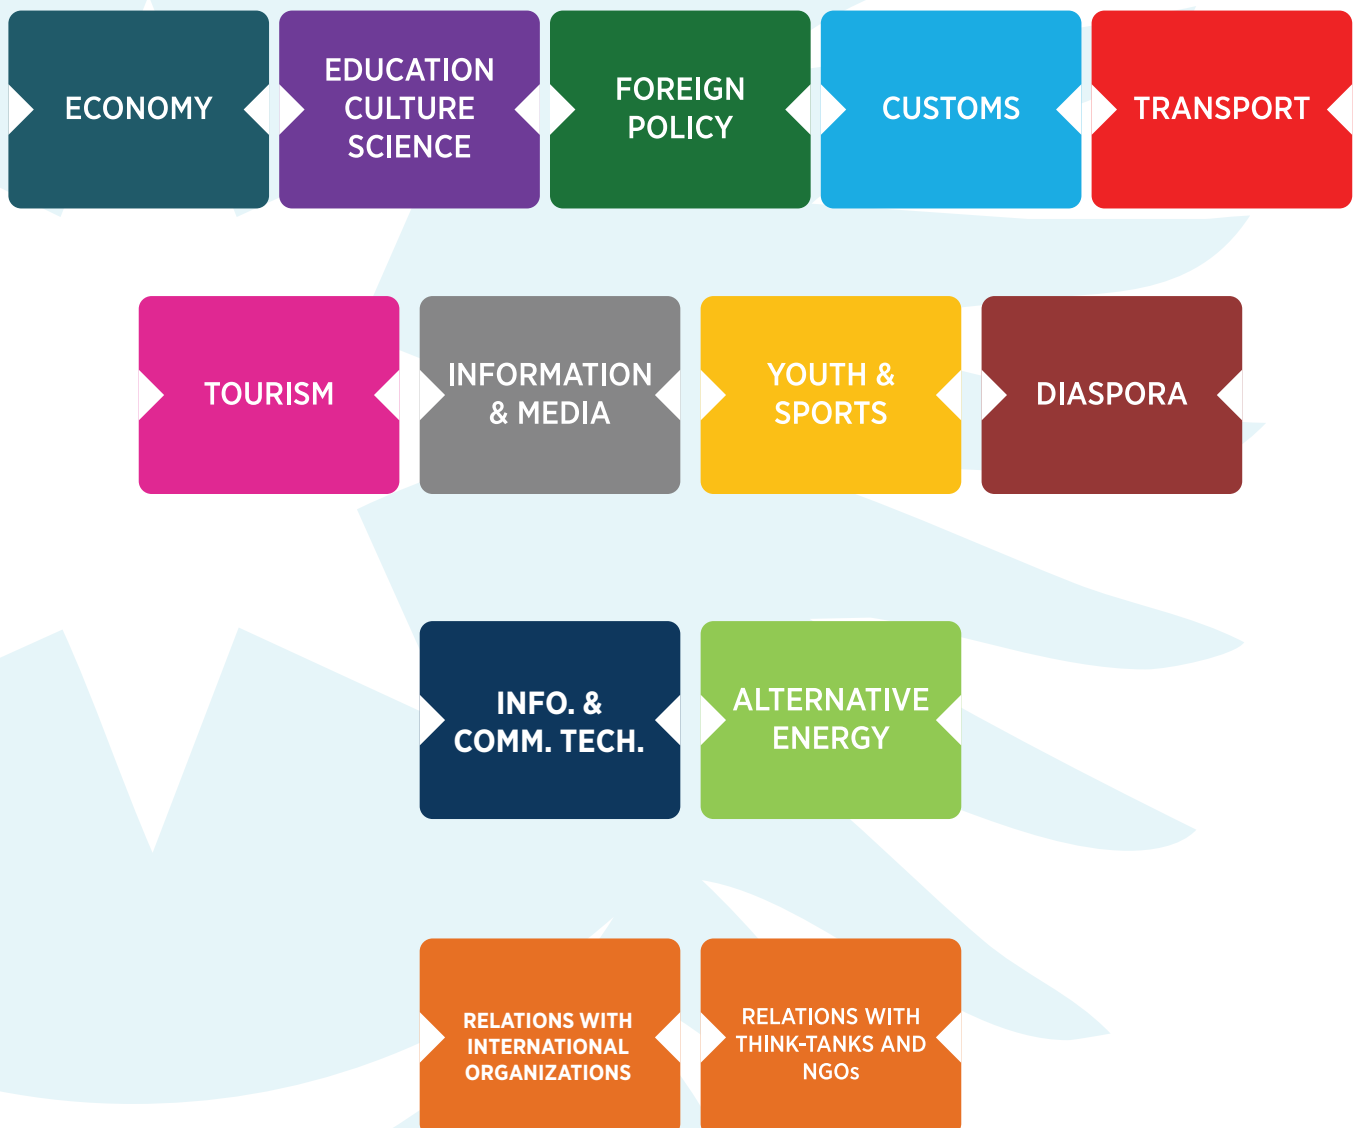 ECONOMY
EDUCATION
CULTURE
SCIENCE
FOREIGN
POLICY
CUSTOMS
TRANSPORT
TOURISM
INFORMATION
& MEDIA
YOUTH &
SPORTS
DIASPORA
INFO. &
COMM. TECH.
ALTERNATIVE
ENERGY
RELATIONS WITH
INTERNATIONAL
ORGANIZATIONS
RELATIONS WITH
THINK-TANKS AND
NGOs